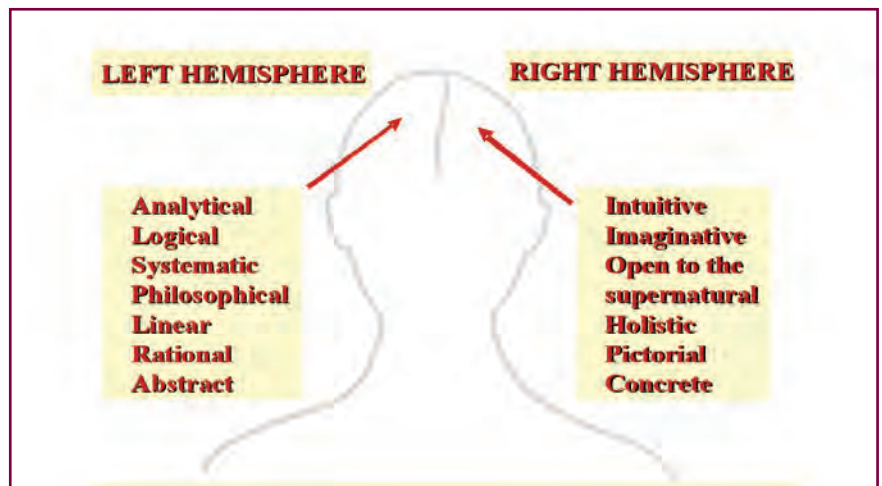 LEFT HEMISPHERE
RIGHT HEMISPHERE
Analytical
Logical
Systematic
Philosophical
Linear
Rational
Abstract
Intuitive
Imaginative
Open to the
supernatural
Holistic
Pictorial
Concrete